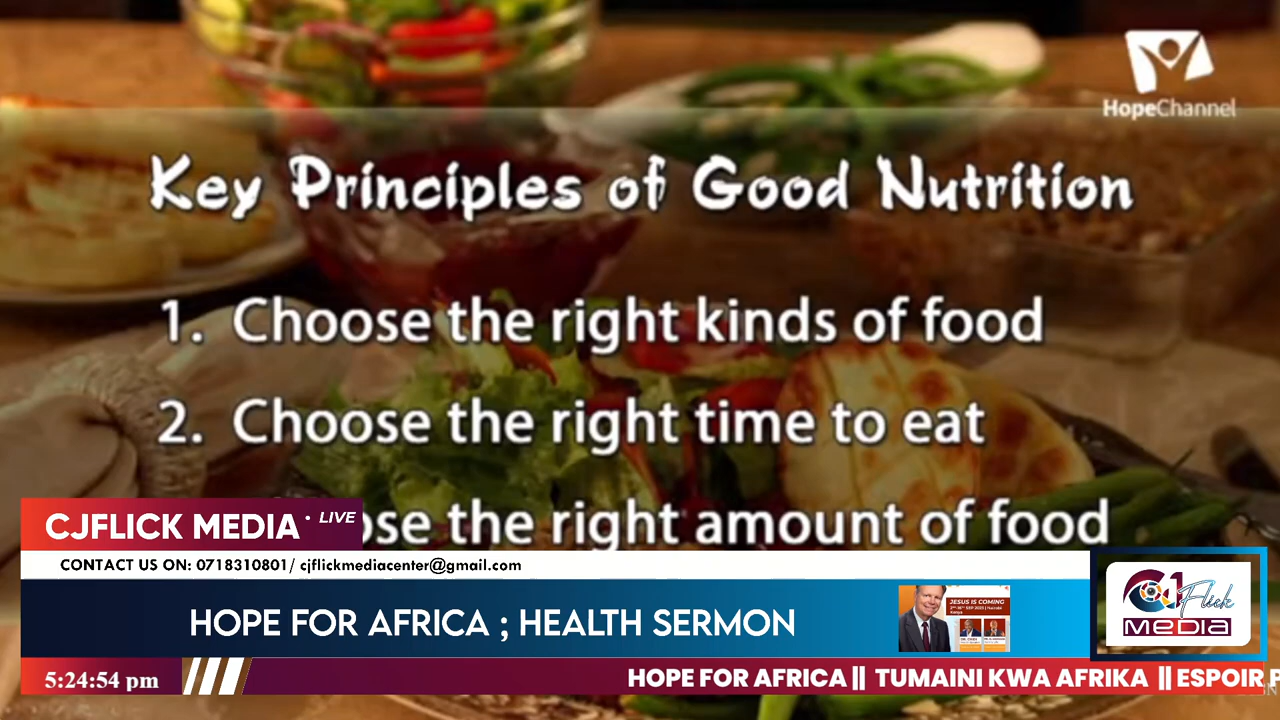 HopeChannel
Key Principles of Good Nutrition
1. Choose the right kinds of food
2. Choose the right time to eat
ose the right amount of food
CJFLICK MEDIA • LIVE
CONTACT US ON: 0718310801/ cjflickmediacenter@gmail.com
HOPE FOR AFRICA ; HEALTH SERMON
JESUS IS COMING
Flick
MEDIA
5:24:54 pm
HOPE FOR AFRICA || TUMAINI KWA AFRIKA || ESPOIR P